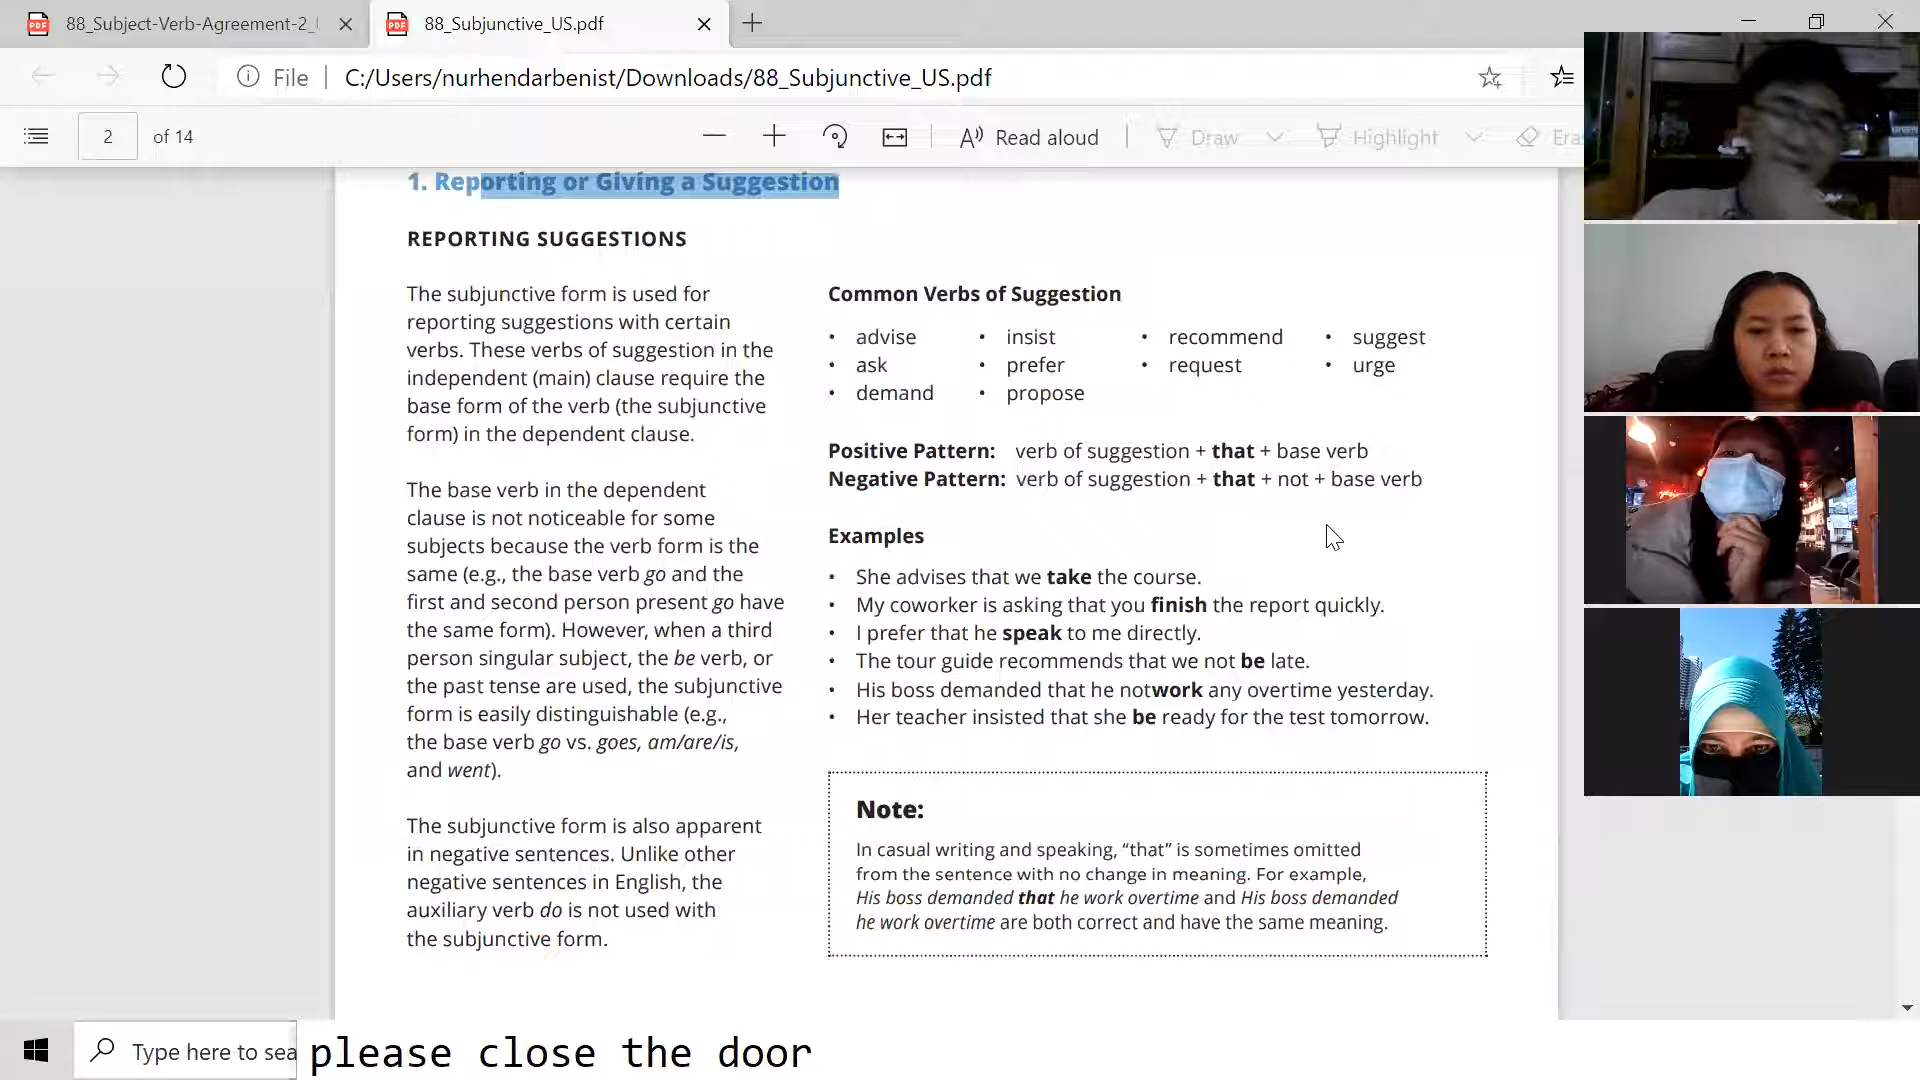 88_Subject-Verb-Agreement-2_
88_Subjunctive_US.pdf
File
C:/Users/nurhendarbenist/Downloads/88_Subjunctive_US.pdf
2 of 14
Read aloud
Draw
Highlight
Era
1. Reporting or Giving a Suggestion
REPORTING SUGGESTIONS
The subjunctive form is used for
reporting suggestions with certain
verbs. These verbs of suggestion in the
independent (main) clause require the
base form of the verb (the subjunctive
form) in the dependent clause.
The base verb in the dependent
clause is not noticeable for some
subjects because the verb form is the
same (e.g., the base verb go and the
first and second person present go have
the same form). However, when a third
person singular subject, the be verb, or
the past tense are used, the subjunctive
form is easily distinguishable (e.g.,
the base verb go vs. goes, am/are/is,
and went).
The subjunctive form is also apparent
in negative sentences. Unlike other
negative sentences in English, the
auxiliary verb do is not used with
the subjunctive form.
Common Verbs of Suggestion
• advise • insist • recommend • suggest
• ask • prefer • request • urge
• demand • propose
Positive Pattern: verb of suggestion + that + base verb
Negative Pattern: verb of suggestion + that + not + base verb
Examples
• She advises that we take the course.
• My coworker is asking that you finish the report quickly.
• I prefer that he speak to me directly.
• The tour guide recommends that we not be late.
• His boss demanded that he notwork any overtime yesterday.
• Her teacher insisted that she be ready for the test tomorrow.
Note:
In casual writing and speaking, “that” is sometimes omitted
from the sentence with no change in meaning. For example,
His boss demanded that he work overtime and His boss demanded
he work overtime are both correct and have the same meaning.
Type here to sea
please close the door